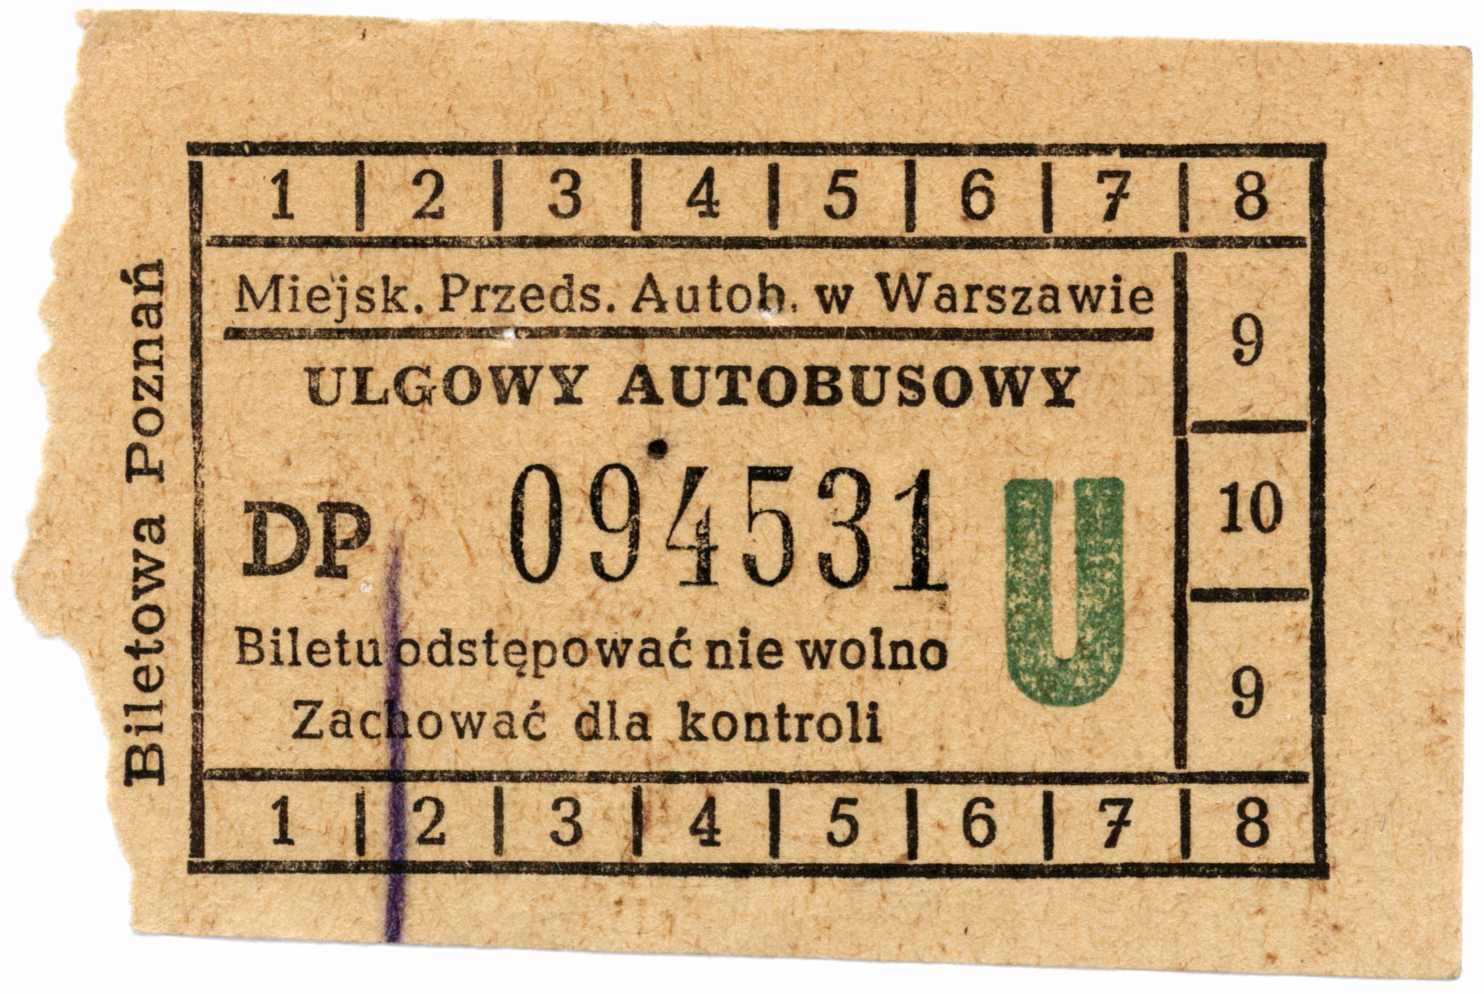 Biletowa Poznań
1 2 3 4 5 6 7 8
Miejsk. Przeds. Autob. w Warszawie
9
ULGOWY AUTOBUSOWY
DP 094531 U
10
Biletu odstępować nie wolno
9
Zachować dla kontroli
1 2 3 4 5 6 7 8